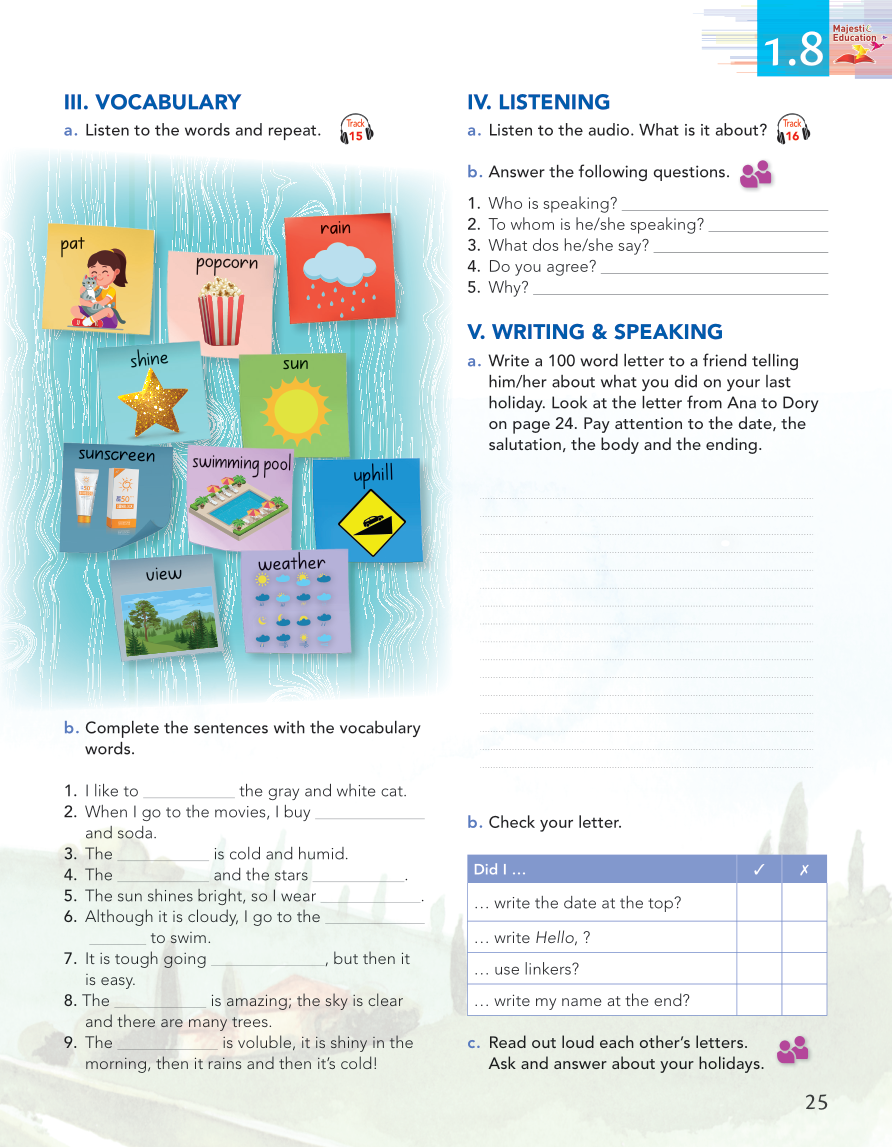 1.8
Majestic
Education
III. VOCABULARY
a. Listen to the words and repeat.
Track
15
pat
popcorn
rain
shine
sun
sunscreen
swimming pool
uphill
view
weather
b. Complete the sentences with the vocabulary
words.
1. I like to ____________ the gray and white cat.
2. When I go to the movies, I buy ______________
and soda.
3. The ____________ is cold and humid.
4. The ____________ and the stars ____________.
5. The sun shines bright, so I wear _____________.
6. Although it is cloudy, I go to the _____________
_______ to swim.
7. It is tough going ______________, but then it
is easy.
8. The ____________ is amazing; the sky is clear
and there are many trees.
9. The _____________ is voluble, it is shiny in the
morning, then it rains and then it's cold!
IV. LISTENING
a. Listen to the audio. What is it about?
Track
16
b. Answer the following questions.
1. Who is speaking? __________________________
2. To whom is he/she speaking? _______________
3. What dos he/she say? ______________________
4. Do you agree? _____________________________
5. Why? ______________________________________
V. WRITING & SPEAKING
a. Write a 100 word letter to a friend telling
him/her about what you did on your last
holiday. Look at the letter from Ana to Dory
on page 24. Pay attention to the date, the
salutation, the body and the ending.
b. Check your letter.
Did I … ✓ ✗
… write the date at the top?
… write Hello, ?
… use linkers?
… write my name at the end?
c. Read out loud each other's letters.
Ask and answer about your holidays.
25